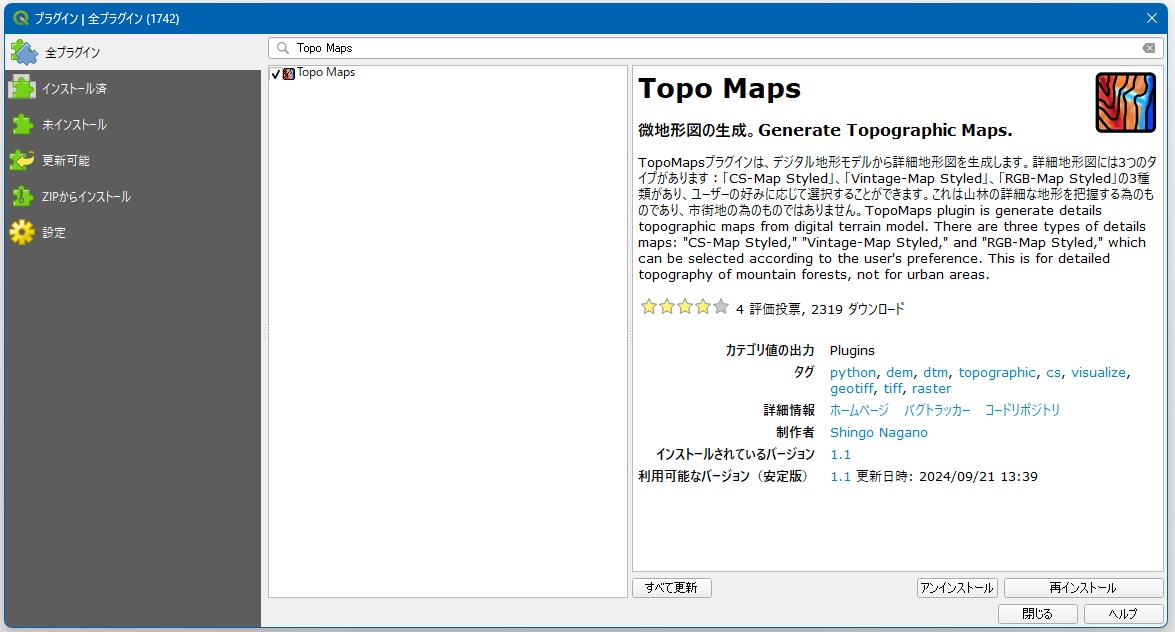 プラグイン | 全プラグイン (1742)
全プラグイン
インストール済
未インストール
更新可能
ZIPからインストール
設定
Topo Maps
Topo Maps
Topo Maps
微地形図の生成。Generate Topographic Maps.
TopoMapsプラグインは、デジタル地形モデルから詳細地形図を生成します。詳細地形図には3つのタ
イプがあります：「CS-Map Styled」、「Vintage-Map Styled」、「RGB-Map Styled」の3種
類があり、ユーザーの好みに応じて選択することができます。これは山林の詳細な地形を把握する為のも
のであり、市街地の為のものではありません。TopoMaps plugin is generate details
topographic maps from digital terrain model. There are three types of details
maps: "CS-Map Styled," "Vintage-Map Styled," and "RGB-Map Styled," which
can be selected according to the user's preference. This is for detailed
topography of mountain forests, not for urban areas.
4 評価投票, 2319 ダウンロード
カテゴリ値の出力 Plugins
タグ python, dem, dtm, topographic, cs, visualize,
geotiff, tiff, raster
詳細情報 ホームページ バグトラッカー コードリポジトリ
制作者 Shingo Nagano
インストールされているバージョン 1.1
利用可能なバージョン（安定版） 1.1 更新日時: 2024/09/21 13:39
すべて更新 アンインストール 再インストール
閉じる ヘルプ